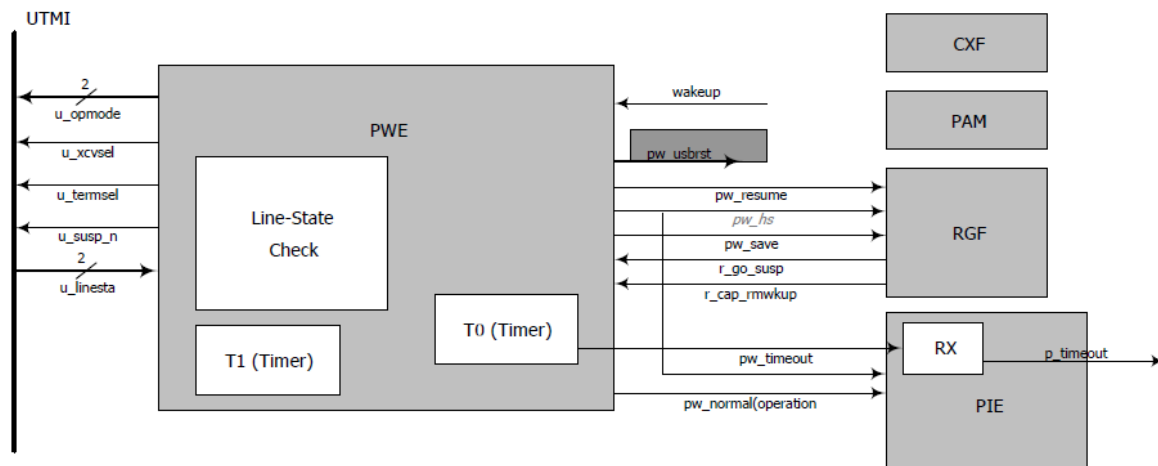 UTMI
CXF
2
u_opmode
wakeup
PWE
PAM
u_xcvsel
pw_usbrst
u_termsel
pw_resume
Line-State
Check
pw_hs
RGF
u_susp_n
pw_save
2
r_go_susp
u_linesta
r_cap_rmwkup
T0 (Timer)
RX
T1 (Timer)
pw_timeout
p_timeout
pw_normal(operation
PIE